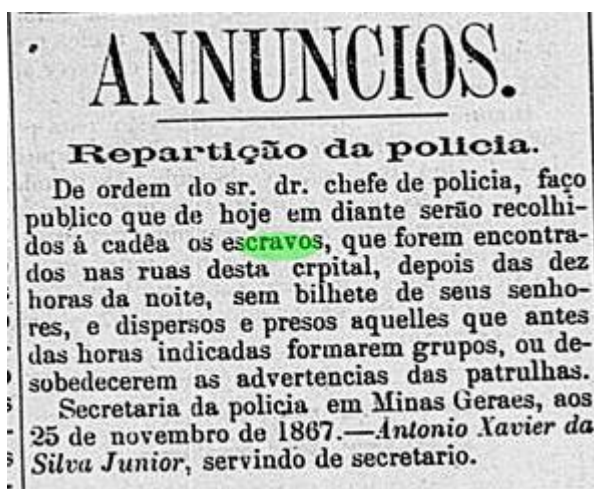 ANNUNCIOS.
Repartição da policia.
De ordem do sr. dr. chefe de policia, faço
publico que de hoje em diante serão recolhi-
dos á cadêa os escravos, que forem encontra-
dos nas ruas desta crpital, depois das dez
horas da noite, sem bilhete de seus senho-
res, e dispersos e presos aquelles que antes
das horas indicadas formarem grupos, ou de-
sobedecerem as advertencias das patrulhas.
Secretaria da policia em Minas Geraes, aos
25 de novembro de 1867.—Antonio Xavier da
Silva Junior, servindo de secretario.